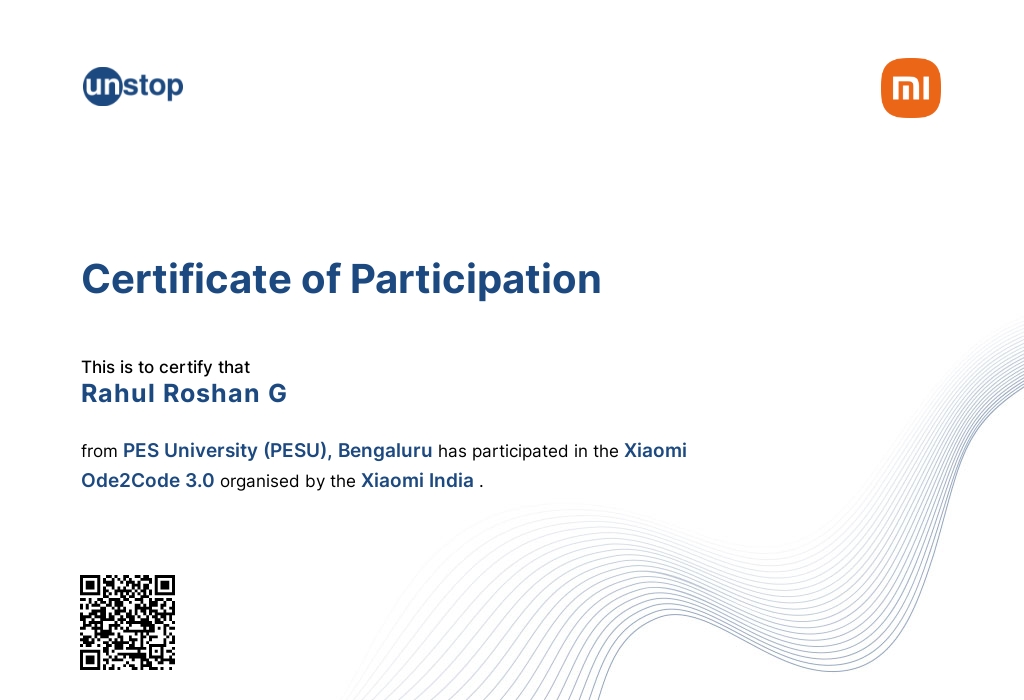 unstop
mi
Certificate of Participation
This is to certify that
Rahul Roshan G
from PES University (PESU), Bengaluru has participated in the Xiaomi
Ode2Code 3.0 organised by the Xiaomi India .